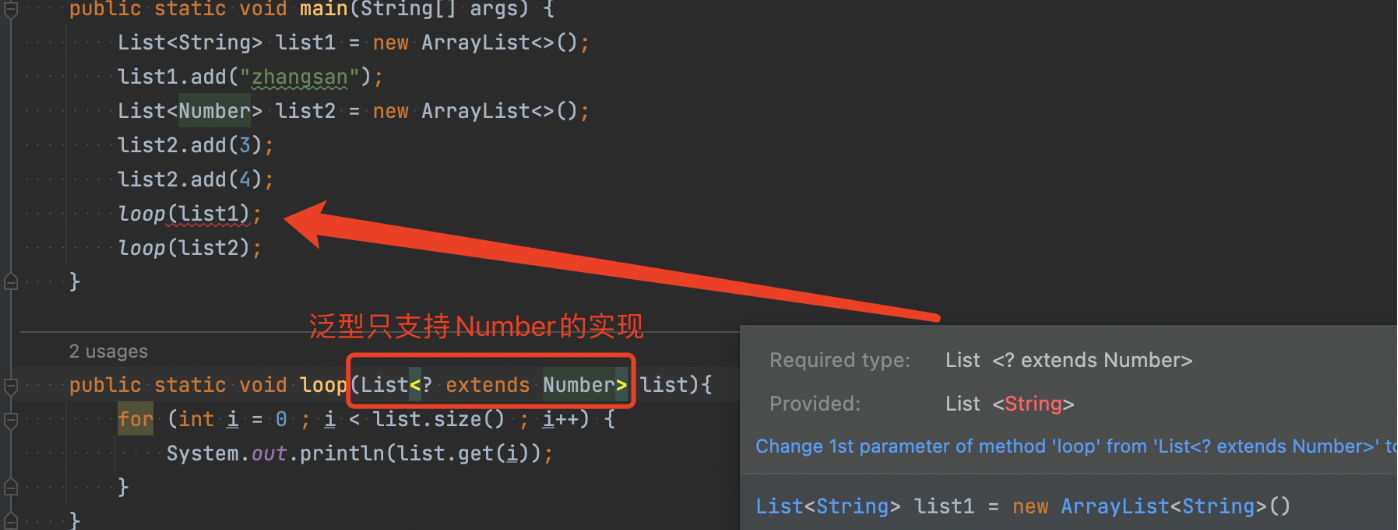 public static void main(String[] args) {
List<String> list1 = new ArrayList<>();
list1.add("zhangsan");
List<Number> list2 = new ArrayList<>();
list2.add(3);
list2.add(4);
loop(list1);
loop(list2);
}
泛型只支持Number的实现
2 usages
public static void loop(List<? extends Number> list){
for (int i = 0 ; i < list.size() ; i++) {
System.out.println(list.get(i));
}
}
Required type: List <? extends Number>
Provided: List <String>
Change 1st parameter of method 'loop' from 'List<? extends Number>' to
List<String> list1 = new ArrayList<String>()